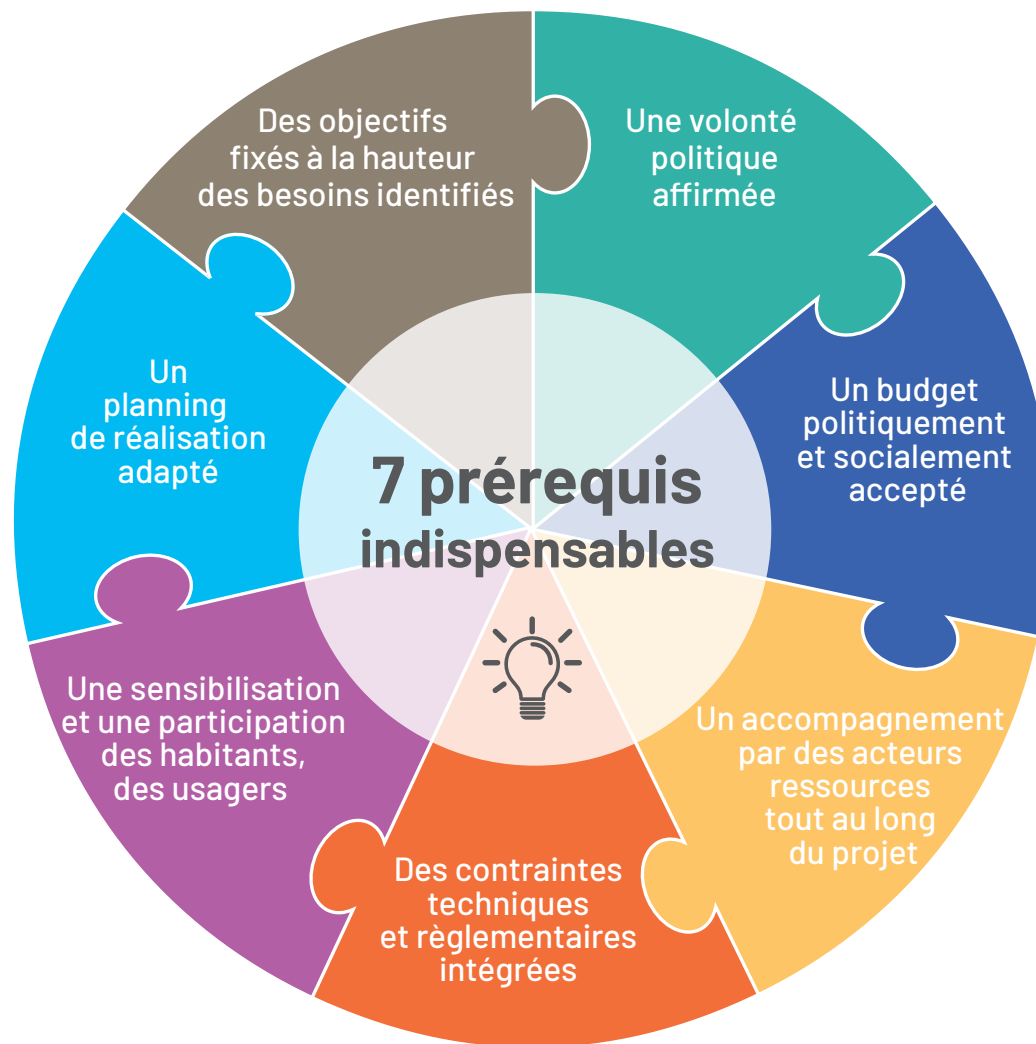 7 prérequis
indispensables
Une volonté
politique
affirmée
Un budget
politiquement
et socialement
accepté
Un accompagnement
par des acteurs
ressources
tout au long
du projet
Des contraintes
techniques
et règlementaires
intégrées
Une sensibilisation
et une participation
des habitants,
des usagers
Un
planning
de réalisation
adapté
Des objectifs
fixés à la hauteur
des besoins identifiés